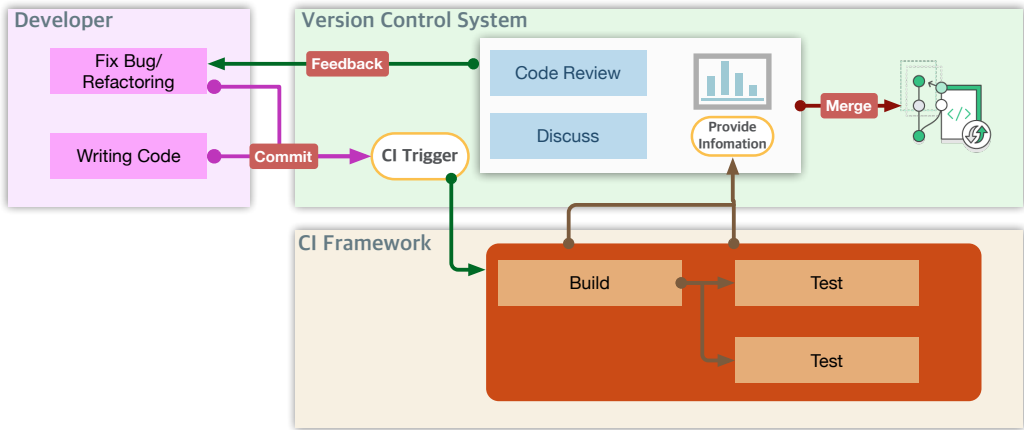 Developer
Fix Bug/
Refactoring
Writing Code
Version Control System
Feedback
Commit
CI Trigger
Code Review
Discuss
Provide
Infomation
Merge
</>
CI Framework
Build
Test
Test